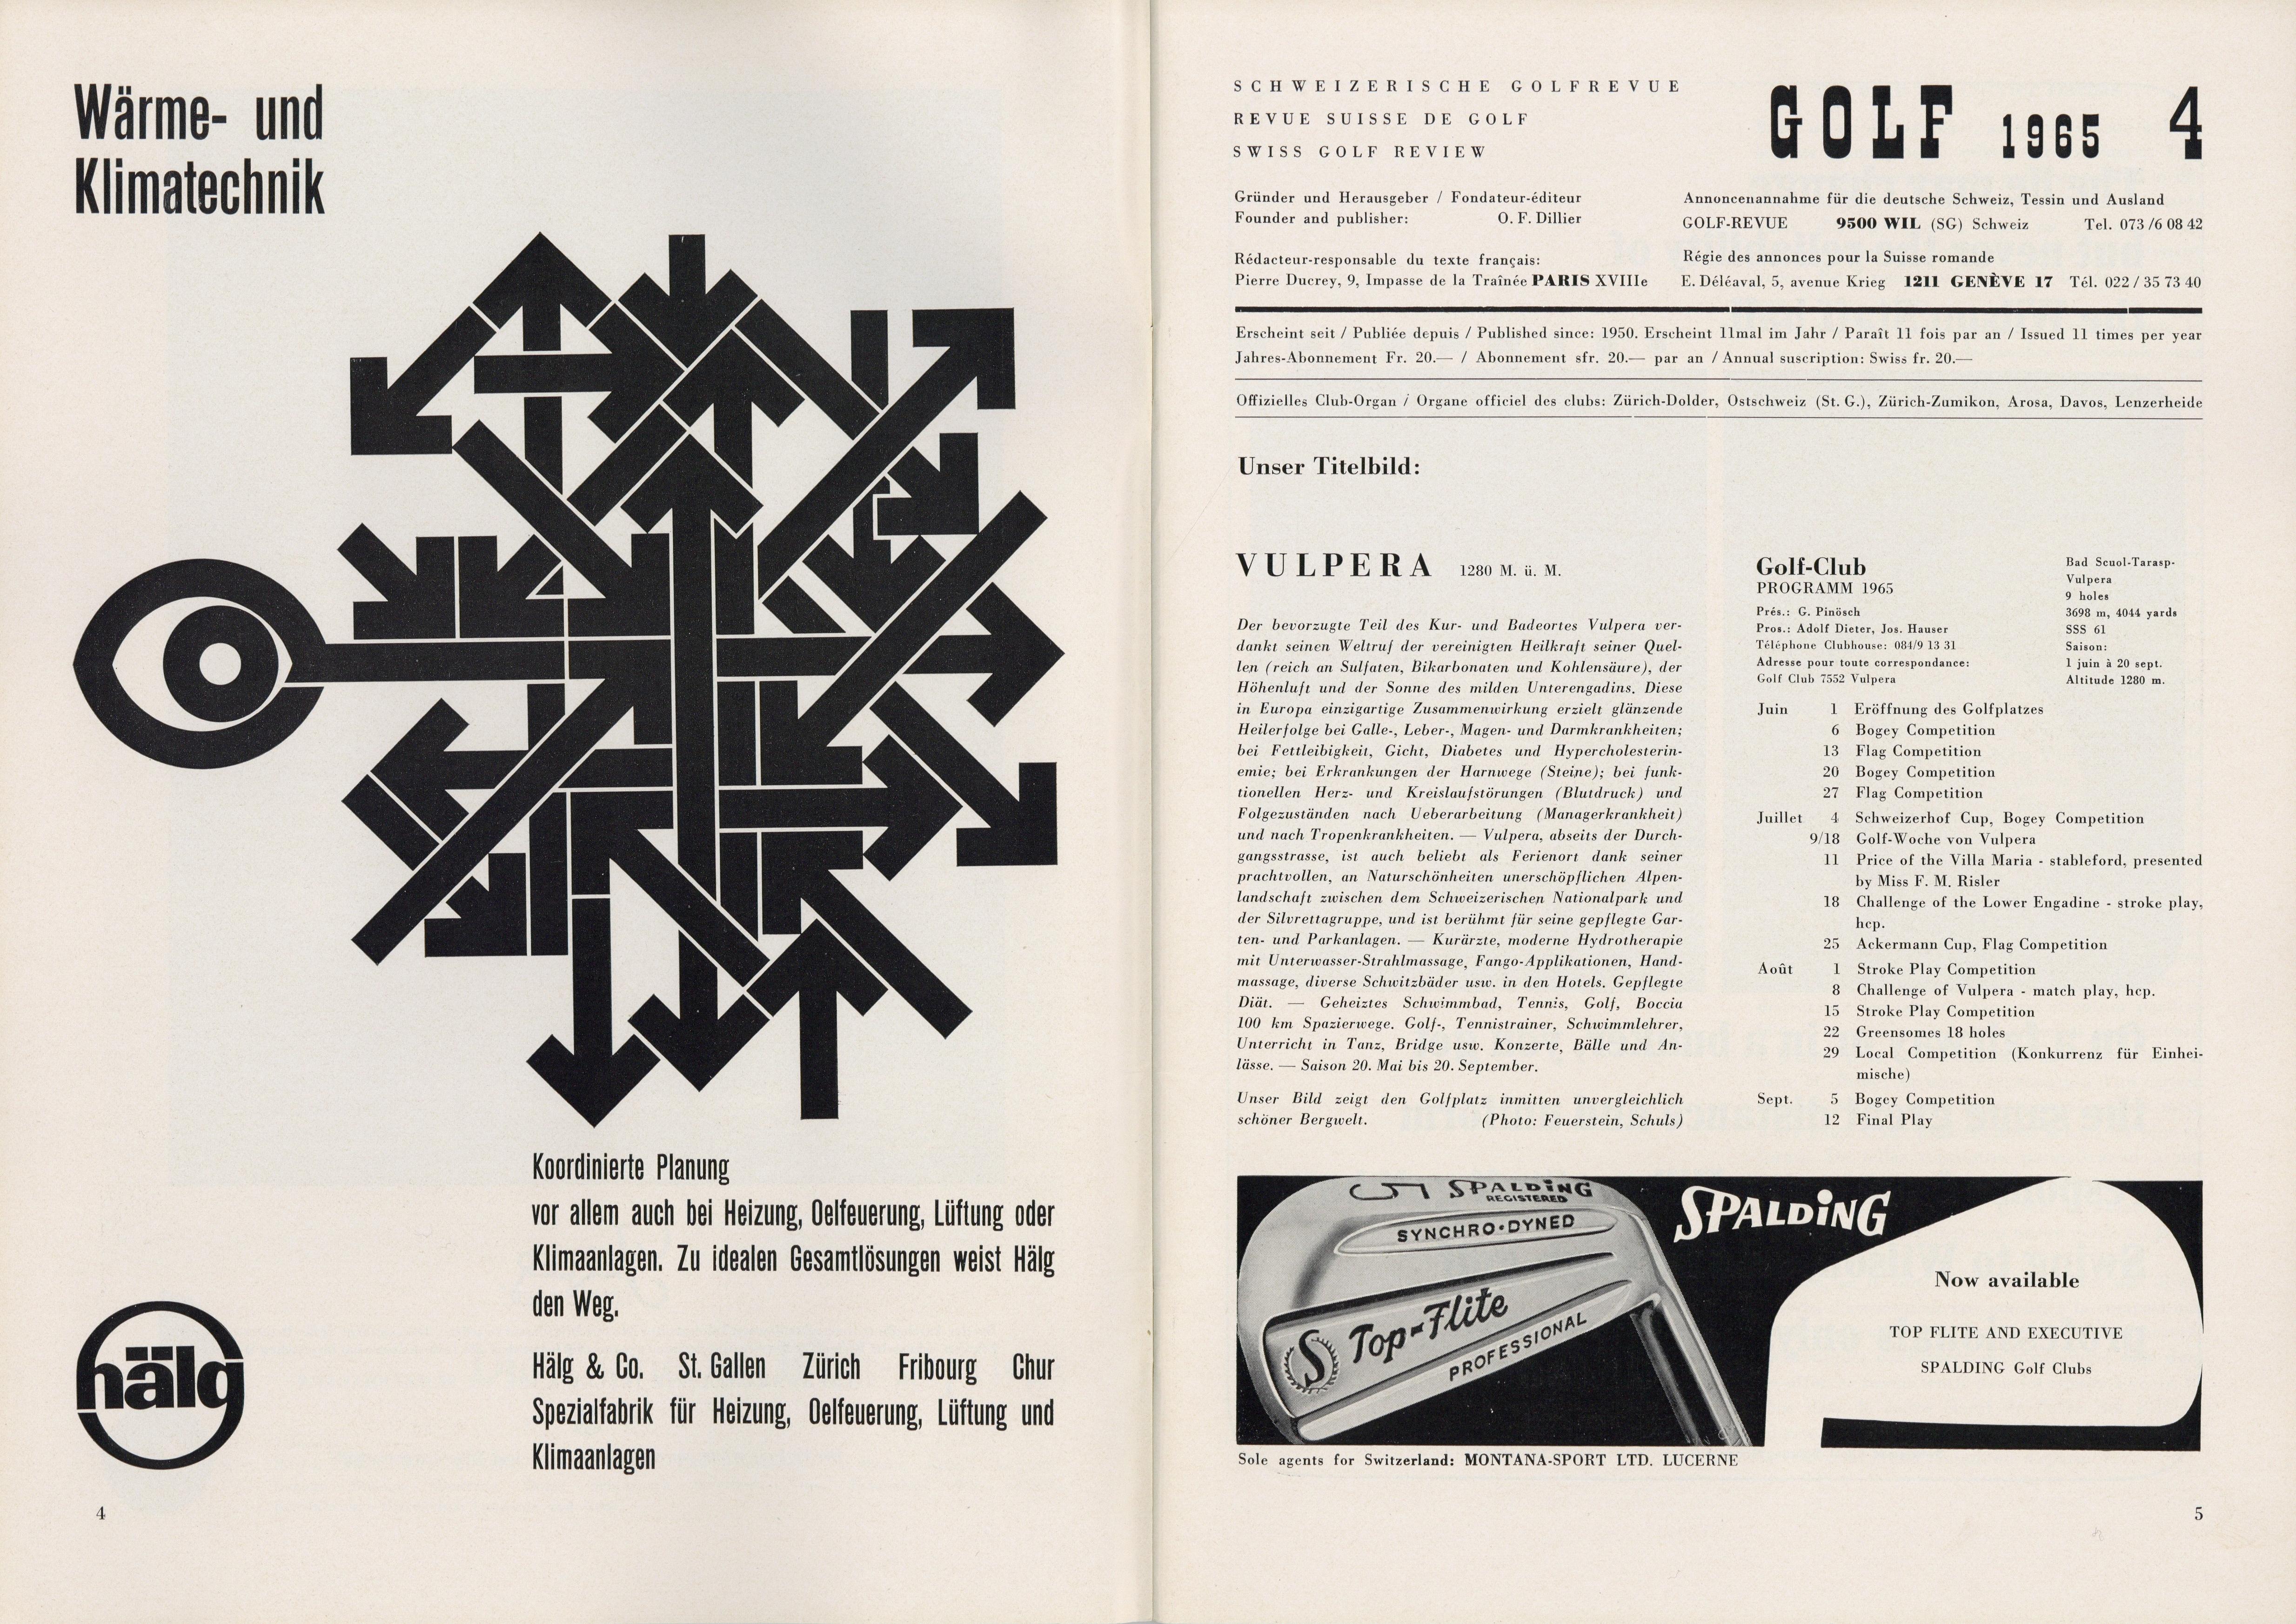 Wärme- und
Klimatechnik
Koordinierte Planung
vor allem auch bei Heizung, Oelfeuerung, Lüftung oder
Klimaanlagen. Zu idealen Gesamtlösungen weist Hälg
den Weg.
Hälg & Co. St. Gallen Zürich Fribourg Chur
Spezialfabrik für Heizung, Oelfeuerung, Lüftung und
Klimaanlagen
hälg
4
SCHWEIZERISCHE GOLFREVUE
REVUE SUISSE DE GOLF
SWISS GOLF REVIEW
GOLF 1965 4
Gründer und Herausgeber / Fondateur-éditeur
Founder and publisher: O. F. Dillier
Rédacteur-responsable du texte français:
Pierre Ducrey, 9, Impasse de la Traînée PARIS XVIIIe
Annoncenannahme für die deutsche Schweiz, Tessin und Ausland
GOLF-REVUE 9500 WIL (SG) Schweiz Tel. 073/6 08 42
Régie des annonces pour la Suisse romande
E. Déléaval, 5, avenue Krieg 1211 GENÈVE 17 Tél. 022/35 73 40
Erscheint seit / Publiée depuis / Published since: 1950. Erscheint 11mal im Jahr / Paraît 11 fois par an / Issued 11 times per year
Jahres-Abonnement Fr. 20.— / Abonnement sfr. 20.— par an / Annual suscription: Swiss fr. 20.—
Offizielles Club-Organ / Organe officiel des clubs: Zürich-Dolder, Ostschweiz (St. G.), Zürich-Zumikon, Arosa, Davos, Lenzerheide
Unser Titelbild:
VULPERA 1280 M. ü. M.
Der bevorzugte Teil des Kur- und Badeortes Vulpera ver-
dankt seinen Weltruf der vereinigten Heilkraft seiner Quel-
len (reich an Sulfaten, Bikarbonaten und Kohlensäure), der
Höhenluft und der Sonne des milden Unterengadins. Diese
in Europa einzigartige Zusammenwirkung erzielt glänzende
Heilerfolge bei Galle-, Leber-, Magen- und Darmkrankheiten;
bei Fettleibigkeit, Gicht, Diabetes und Hypercholesterin-
emie; bei Erkrankungen der Harnwege (Steine); bei funk-
tionellen Herz- und Kreislaufstörungen (Blutdruck) und
Folgezuständen nach Ueberarbeitung (Managerkrankheit)
und nach Tropenkrankheiten. — Vulpera, abseits der Durch-
gangsstrasse, ist auch beliebt als Ferienort dank seiner
prachtvollen, an Naturschönheiten unerschöpflichen Alpen-
landschaft zwischen dem Schweizerischen Nationalpark und
der Silvrettagruppe, und ist berühmt für seine gepflegte Gar-
ten- und Parkanlagen. — Kurärzte, moderne Hydrotherapie
mit Unterwasser-Strahlmassage, Fango-Applikationen, Hand-
massage, diverse Schwitzbäder usw. in den Hotels. Gepflegte
Diät. — Geheiztes Schwimmbad, Tennis, Golf, Boccia
100 km Spazierwege. Golf-, Tennistrainer, Schwimmlehrer,
Unterricht in Tanz, Bridge usw. Konzerte, Bälle und An-
lässe. — Saison 20. Mai bis 20. September.
Unser Bild zeigt den Golfplatz inmitten unvergleichlich
schöner Bergwelt. (Photo: Feuerstein, Schuls)
Golf-Club
PROGRAMM 1965
Prés.: G. Pinösch
Pros.: Adolf Dieter, Jos. Hauser
Téléphone Clubhouse: 084/9 13 31
Adresse pour toute correspondance:
Golf Club 7552 Vulpera
Bad Scuol-Tarasp-
Vulpera
9 holes
3698 m, 4044 yards
SSS 61
Saison:
1 juin à 20 sept.
Altitude 1280 m.
Juin 1 Eröffnung des Golfplatzes
6 Bogey Competition
13 Flag Competition
20 Bogey Competition
27 Flag Competition
Juillet 4 Schweizerhof Cup, Bogey Competition
9/18 Golf-Woche von Vulpera
11 Price of the Villa Maria - stableford, presented
by Miss F. M. Risler
18 Challenge of the Lower Engadine - stroke play,
hcp.
25 Ackermann Cup, Flag Competition
Août 1 Stroke Play Competition
8 Challenge of Vulpera - match play, hcp.
15 Stroke Play Competition
22 Greensomes 18 holes
29 Local Competition (Konkurrenz für Einhei-
mische)
Sept. 5 Bogey Competition
12 Final Play
5 SPALDING
REGISTERED
SYNCHRO-DYNED
S Top-Flite
PROFESSIONAL
SPALDING
Now available
TOP FLITE AND EXECUTIVE
SPALDING Golf Clubs
Sole agents for Switzerland: MONTANA-SPORT LTD. LUCERNE
5